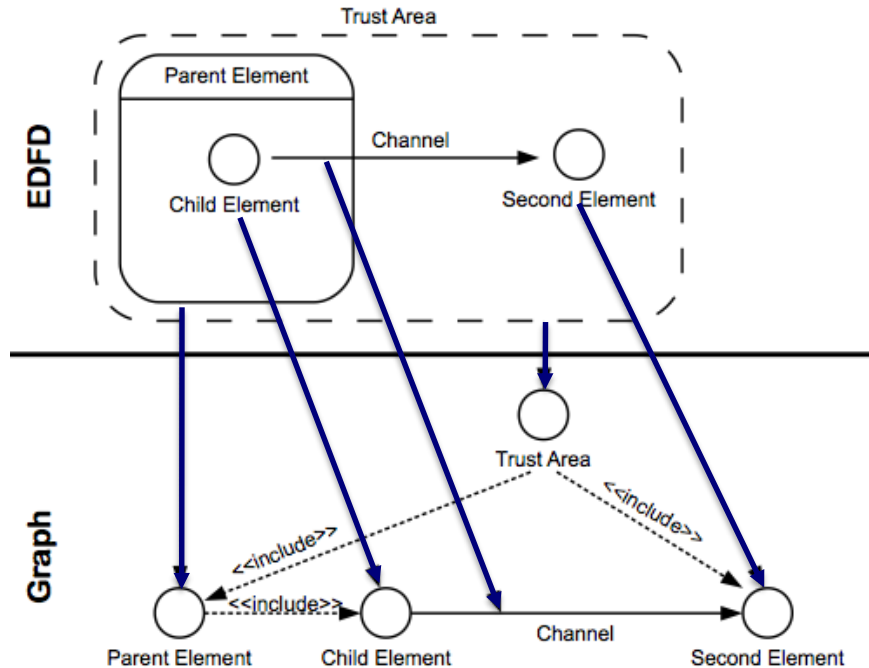 Trust Area
Parent Element
EDFD
Channel
Child Element
Second Element
Trust Area
<<include>>
<<include>>
Graph
<<include>>
Channel
Parent Element
Child Element
Second Element